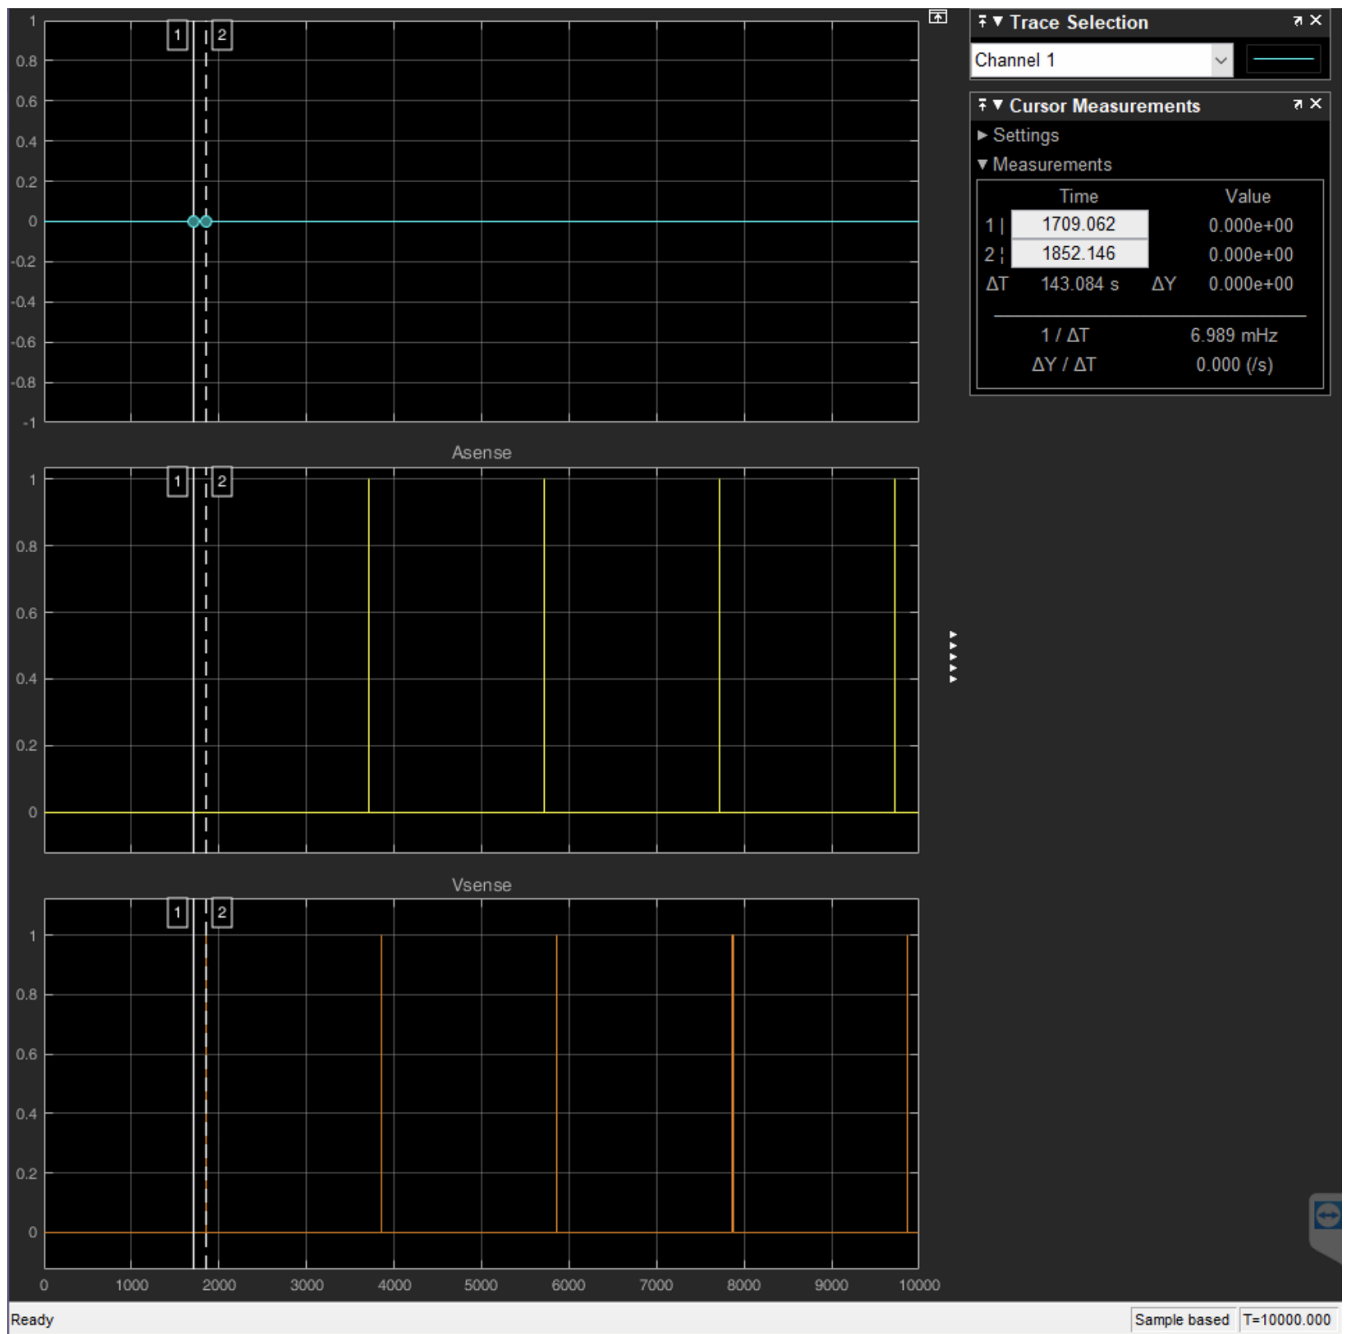 1
0.8
0.6
0.4
0.2
0
-0.2
-0.4
-0.6
-0.8
-1
1 2
Asense
1
0.8
0.6
0.4
0.2
0
1 2
Vsense
1
0.8
0.6
0.4
0.2
0
1 2
0 1000 2000 3000 4000 5000 6000 7000 8000 9000 10000
Trace Selection
Channel 1
Cursor Measurements
Settings
Measurements
Time Value
1 | 1709.062 0.000e+00
2 ¦ 1852.146 0.000e+00
ΔT 143.084 s ΔY 0.000e+00
1 / ΔT 6.989 mHz
ΔY / ΔT 0.000 (/s)
Ready
Sample based T=10000.000